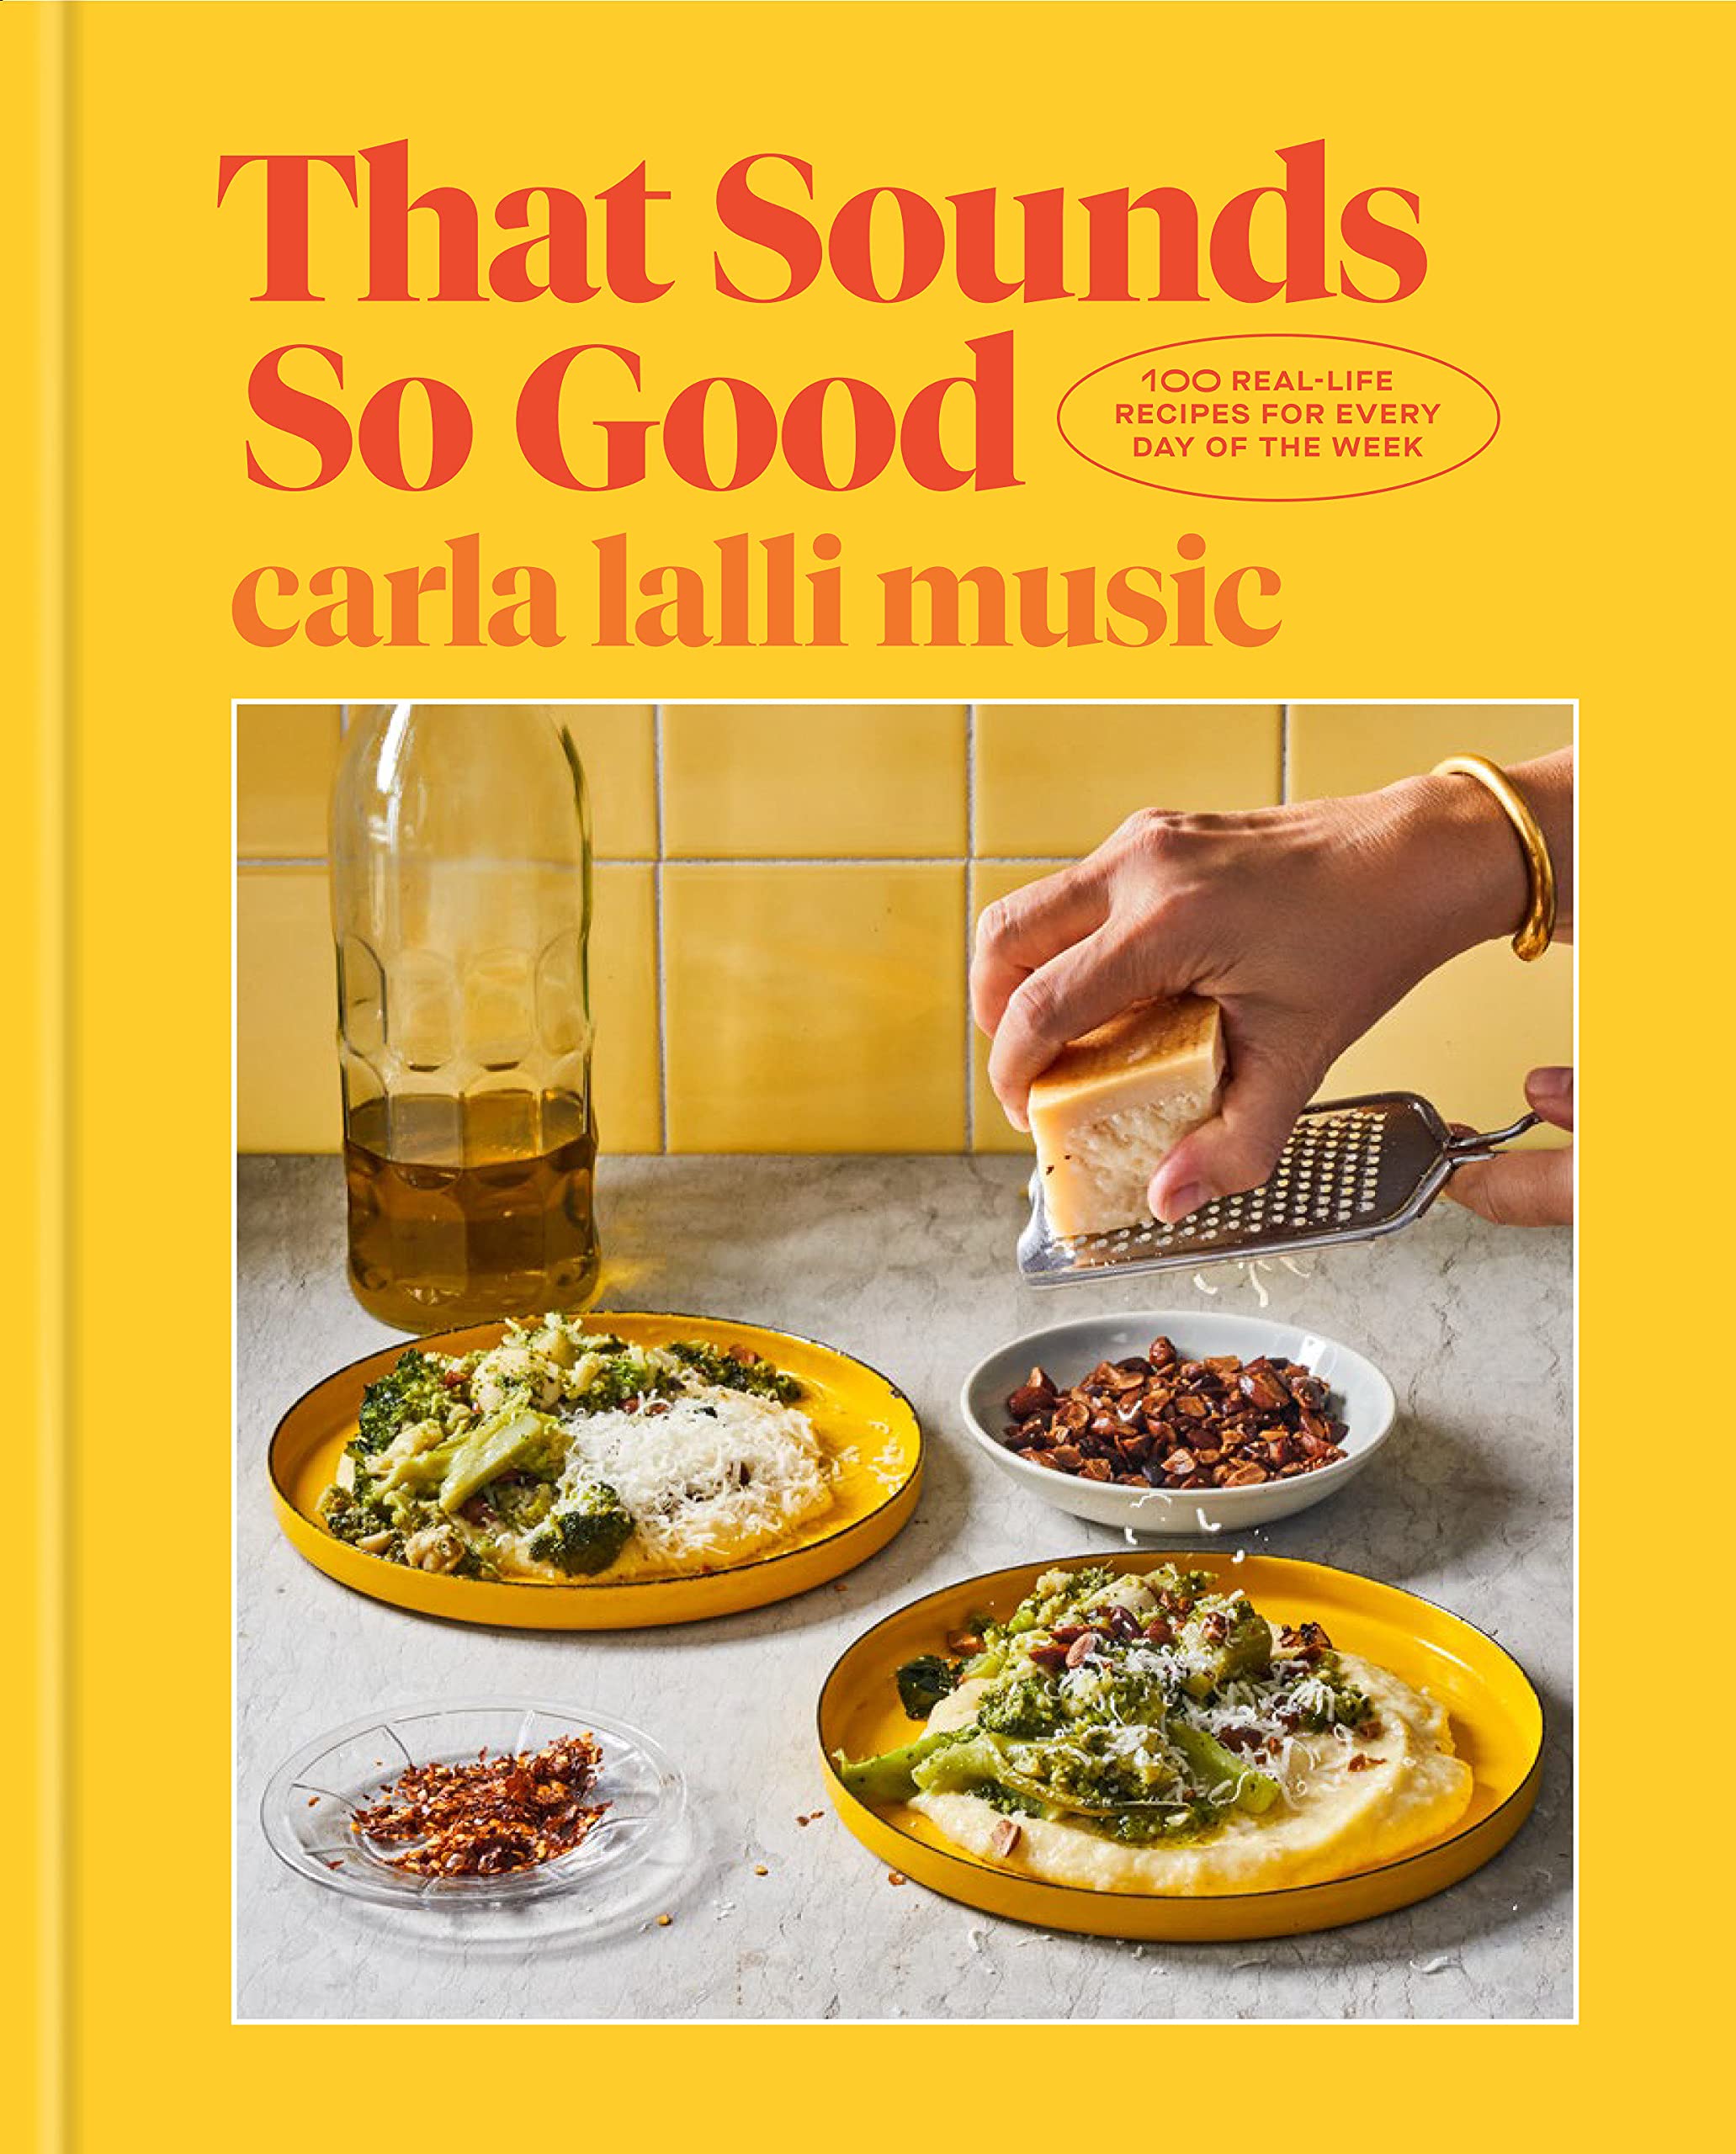 That Sounds
So Good
100 REAL-LIFE
RECIPES FOR EVERY
DAY OF THE WEEK
carla lalli music